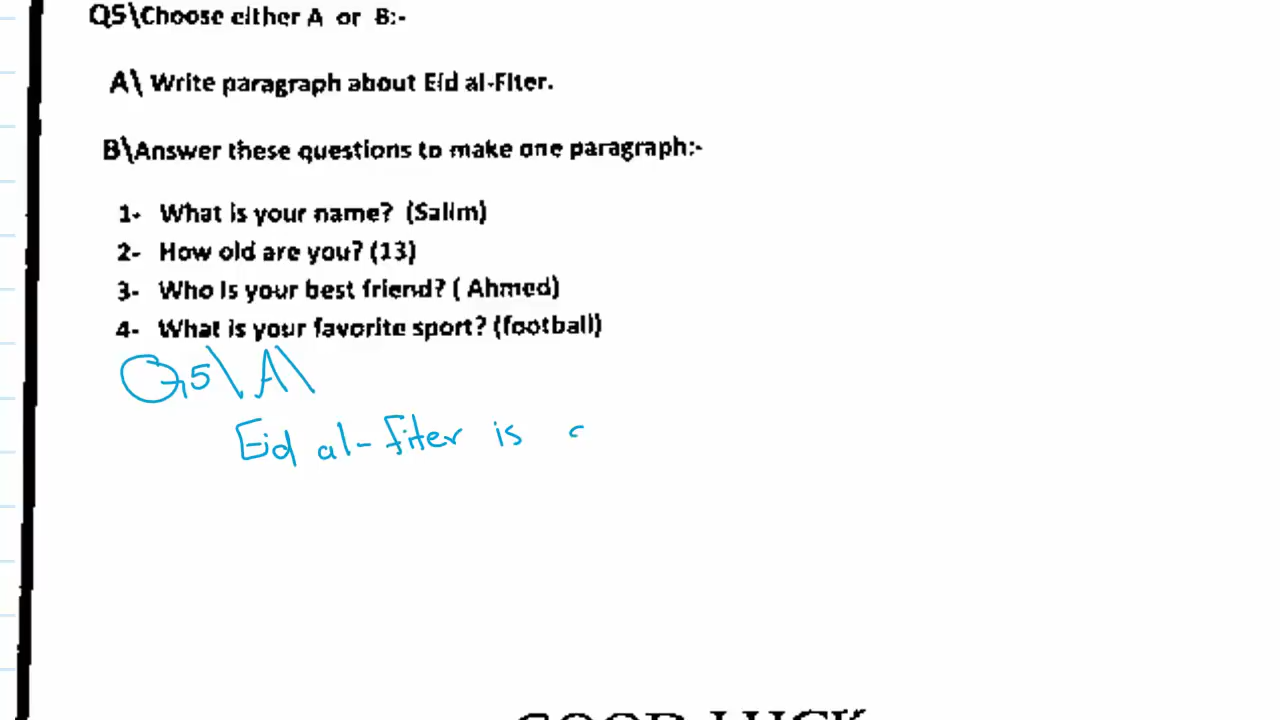 Q5\Choose either A or B:-
A\ Write paragraph about Eid al-Fiter.
B\Answer these questions to make one paragraph:-
1- What is your name? (Salim)
2- How old are you? (13)
3- Who is your best friend? ( Ahmed)
4- What is your favorite sport? (football)
Q5\ A\
Eid al-fiter is
GOOD LUCK